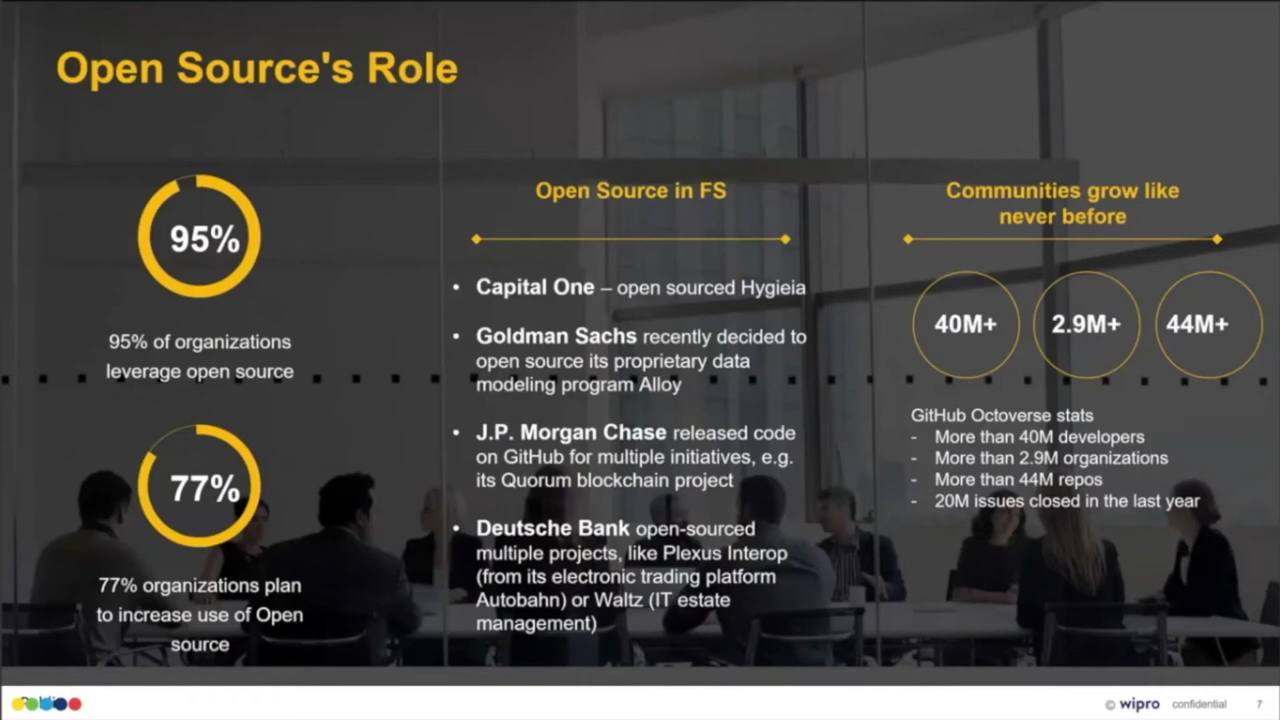 Open Source's Role
95%
95% of organizations
leverage open source
77%
77% organizations plan
to increase use of Open
source
Open Source in FS
• Capital One – open sourced Hygieia
• Goldman Sachs recently decided to
open source its proprietary data
modeling program Alloy
• J.P. Morgan Chase released code
on GitHub for multiple initiatives, e.g.
its Quorum blockchain project
• Deutsche Bank open-sourced
multiple projects, like Plexus Interop
(from its electronic trading platform
Autobahn) or Waltz (IT estate
management)
Communities grow like
never before
40M+ 2.9M+ 44M+
GitHub Octoverse stats
- More than 40M developers
- More than 2.9M organizations
- More than 44M repos
- 20M issues closed in the last year
© wipro confidential 7